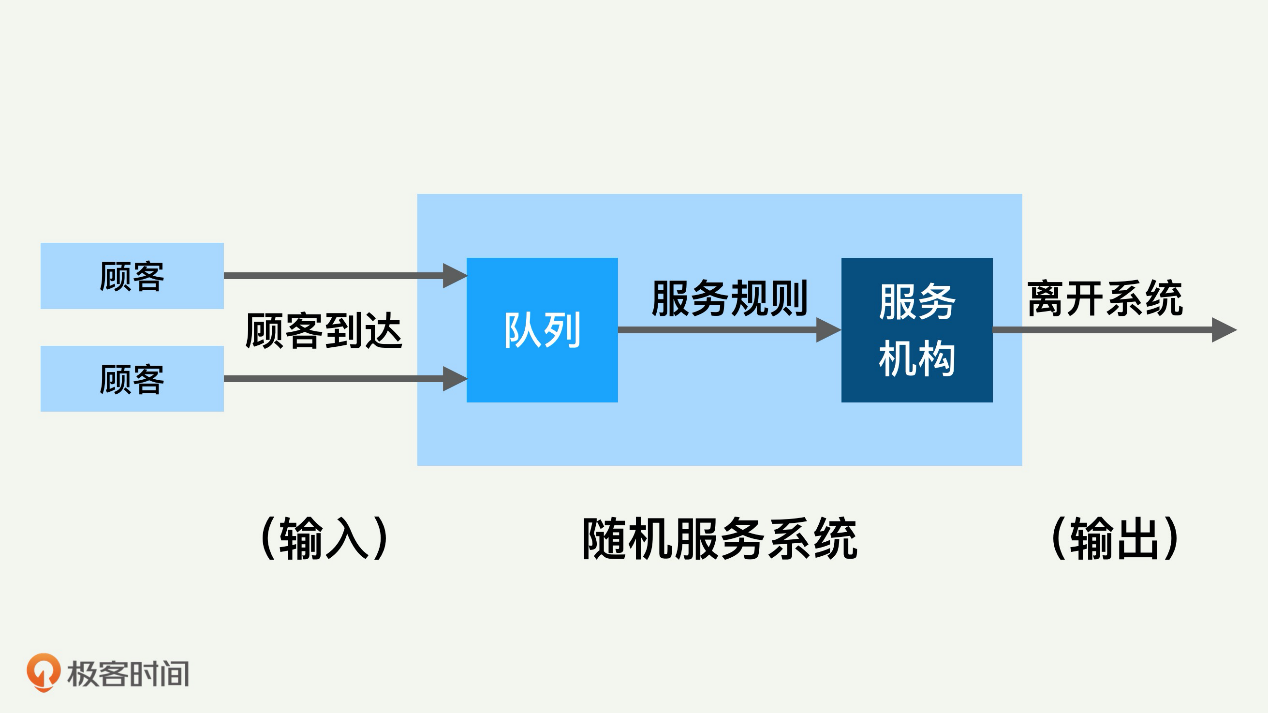 顾客
顾客到达
顾客
队列
服务规则
服务
机构
离开系统
（输入）
随机服务系统
（输出）
极客时间